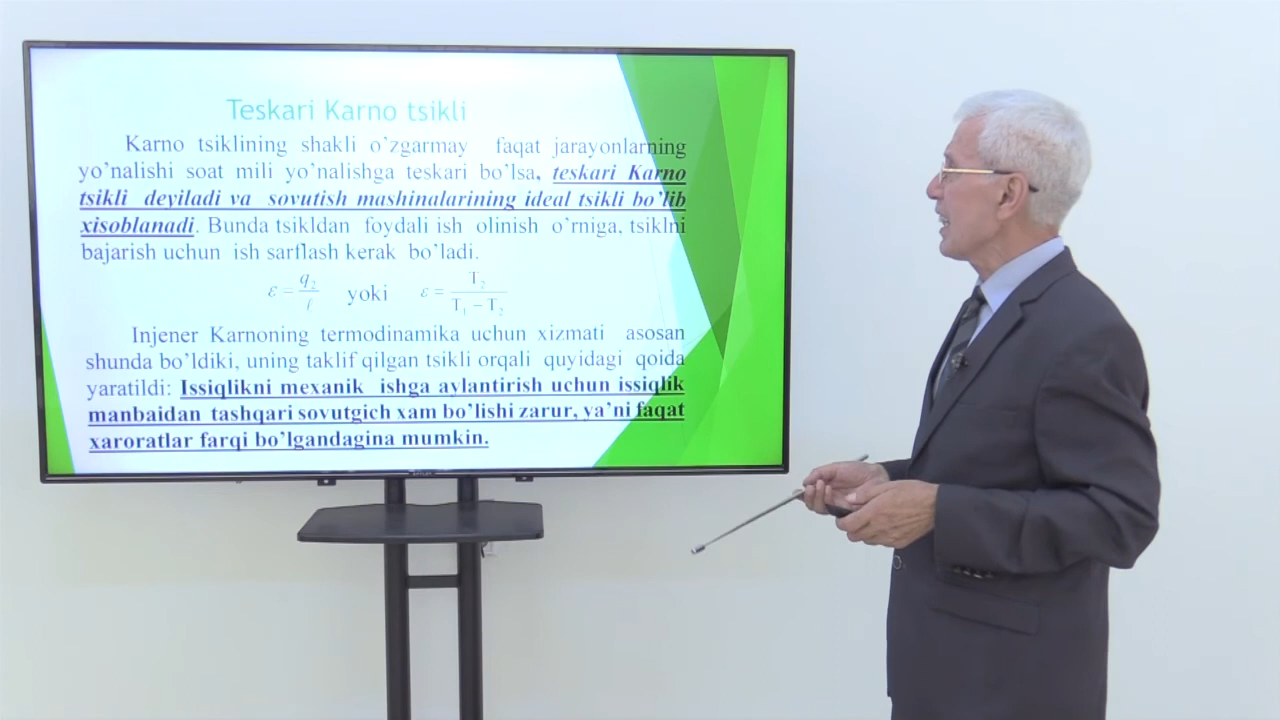 Teskari Karno tsikli
Karno tsiklining shakli o’zgarmay faqat jarayonlarning
yo’nalishi soat mili yo’nalishga teskari bo’lsa, teskari Karno
tsikli deyiladi va sovutish mashinalarining ideal tsikli bo’lib
xisoblanadi. Bunda tsikldan foydali ish olinish o’rniga, tsiklni
bajarish uchun ish sarflash kerak bo’ladi.
ε = q₂/ℓ yoki ε = T₂/(T₁ − T₂)
Injener Karnoning termodinamika uchun xizmati asosan
shunda bo’ldiki, uning taklif qilgan tsikli orqali quyidagi qoida
yaratildi: Issiqlikni mexanik ishga aylantirish uchun issiqlik
manbaidan tashqari sovutgich xam bo’lishi zarur, ya’ni faqat
xaroratlar farqi bo’lgandagina mumkin.